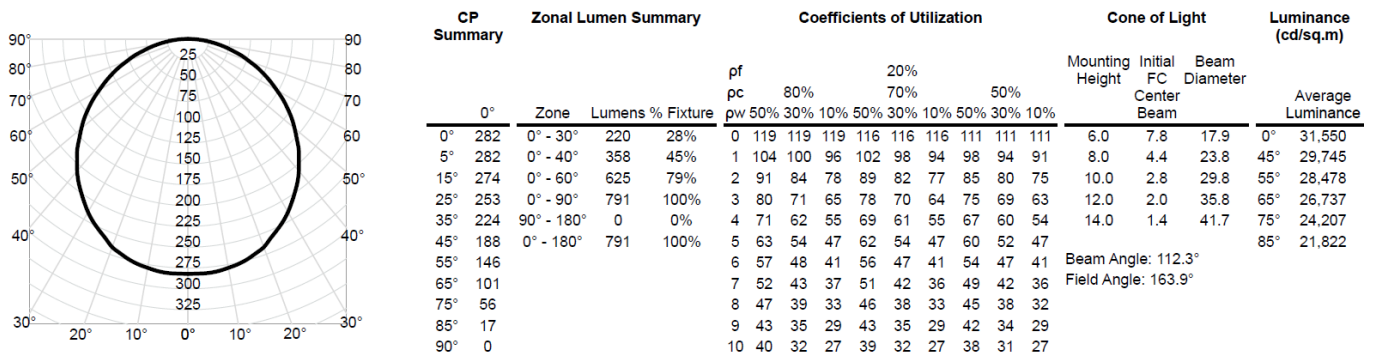 90°
80°
70°
60°
50°
40°
30°
20°
10°
0°
10°
20°
30°
40°
50°
60
70
80
90
25
50
75
100
125
150
175
200
225
250
275
300
325
CP Summary
0°
0° 282
5° 282
15° 274
25° 253
35° 224
45° 188
55° 146
65° 101
75° 56
85° 17
90° 0
Zonal Lumen Summary
Zone Lumens % Fixture
0° - 30° 220 28%
0° - 40° 358 45%
0° - 60° 625 79%
0° - 90° 791 100%
90° - 180° 0 0%
0° - 180° 791 100%
Coefficients of Utilization
ρf 20%
ρc 80% 70% 50%
ρw 50% 30% 10% 50% 30% 10% 50% 30% 10%
0 119 119 119 116 116 116 111 111 111
1 104 100 96 102 98 94 98 94 91
2 91 84 78 89 82 77 85 80 75
3 80 71 65 78 70 64 75 69 63
4 71 62 55 69 61 55 67 60 54
5 63 54 47 62 54 47 60 52 47
6 57 48 41 56 47 41 54 47 41
7 52 43 37 51 42 36 49 42 36
8 47 39 33 46 38 33 45 38 32
9 43 35 29 43 35 29 42 34 29
10 40 32 27 39 32 27 38 31 27
Cone of Light
Mounting Height
Initial FC Center Beam
Beam Diameter
6.0 7.8 17.9
8.0 4.4 23.8
10.0 2.8 29.8
12.0 2.0 35.8
14.0 1.4 41.7
Beam Angle: 112.3°
Field Angle: 163.9°
Luminance (cd/sq.m)
Average Luminance
0° 31,550
45° 29,745
55° 28,478
65° 26,737
75° 24,207
85° 21,822